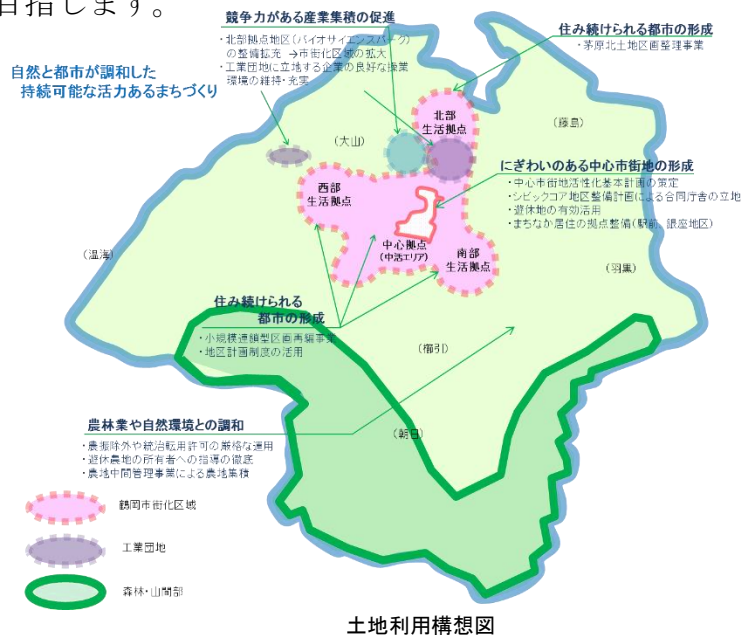 指します。
競争力がある産業集積の促進
・北部拠点地区(バイオサイエンスパーク)
の整備拡充 →市街化区域の拡大
・工業団地に立地する企業の良好な操業
環境の維持・充実
住み続けられる都市の形成
・茅原北土地区画整理事業
自然と都市が調和した
持続可能な活力あるまちづくり
北部
生活拠点
(藤島)
(大山)
にぎわいのある中心市街地の形成
・中心市街地活性化基本計画の策定
・シビックコア地区整備計画による合同庁舎の立地
・遊休地の有効活用
・まちなか居住の拠点整備(駅前、銀座地区)
西部
生活拠点
中心拠点
(中活エリア)
南部
生活拠点
(温海)
(羽黒)
住み続けられる
都市の形成
・小規模連鎖型区画再編事業
・地区計画制度の活用
(櫛引)
農林業や自然環境との調和
・農振除外や統治転用許可の厳格な運用
・遊休農地の所有者への指導の徹底
・農地中間管理事業による農地集積
(朝日)
鶴岡市街化区域
工業団地
森林・山間部
土地利用構想図